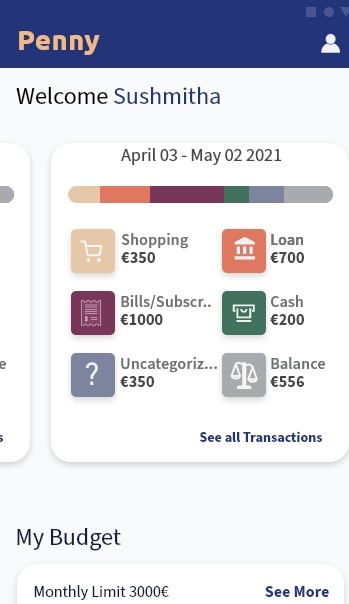 Penny
Welcome Sushmitha
April 03 - May 02 2021
Shopping
€350
Loan
€700
Bills/Subscr..
€1000
Cash
€200
?
Uncategoriz...
€350
Balance
€556
e
s
See all Transactions
My Budget
Monthly Limit 3000€
See More